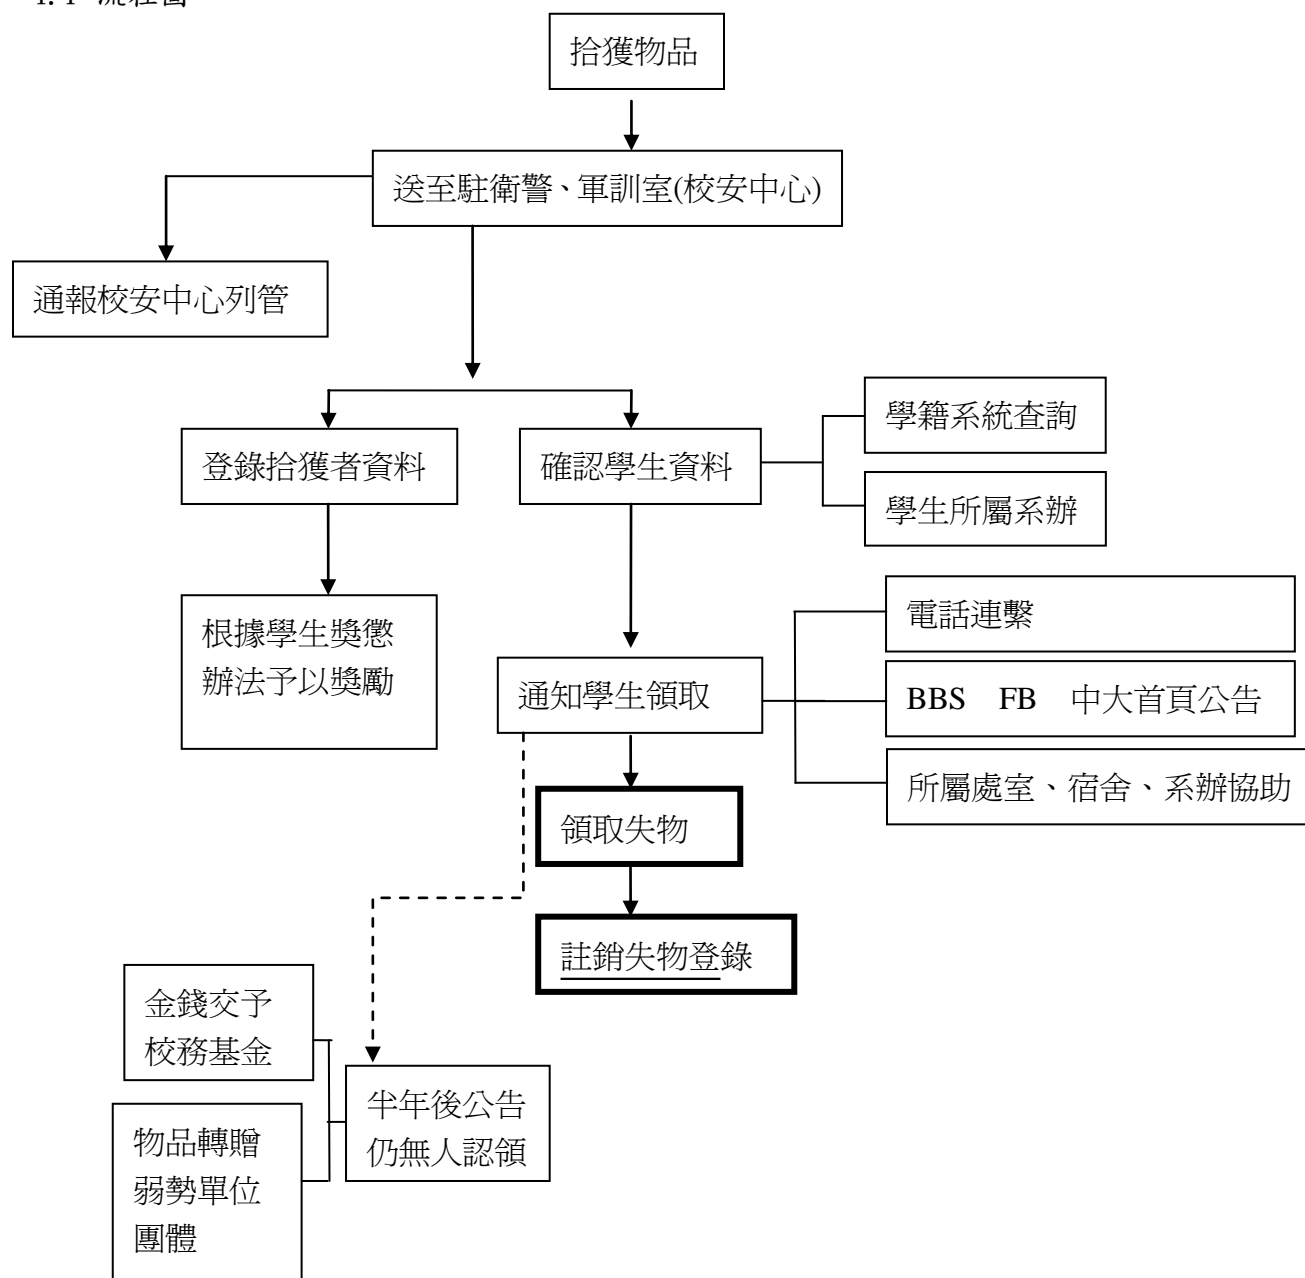 4.4 流程圖
拾獲物品
送至駐衛警、軍訓室(校安中心)
通報校安中心列管
登錄拾獲者資料
確認學生資料
學籍系統查詢
學生所屬系辦
根據學生獎懲
辦法予以獎勵
通知學生領取
電話連繫
BBS FB 中大首頁公告
所屬處室、宿舍、系辦協助
領取失物
註銷失物登錄
金錢交予
校務基金
半年後公告
仍無人認領
物品轉贈
弱勢單位
團體